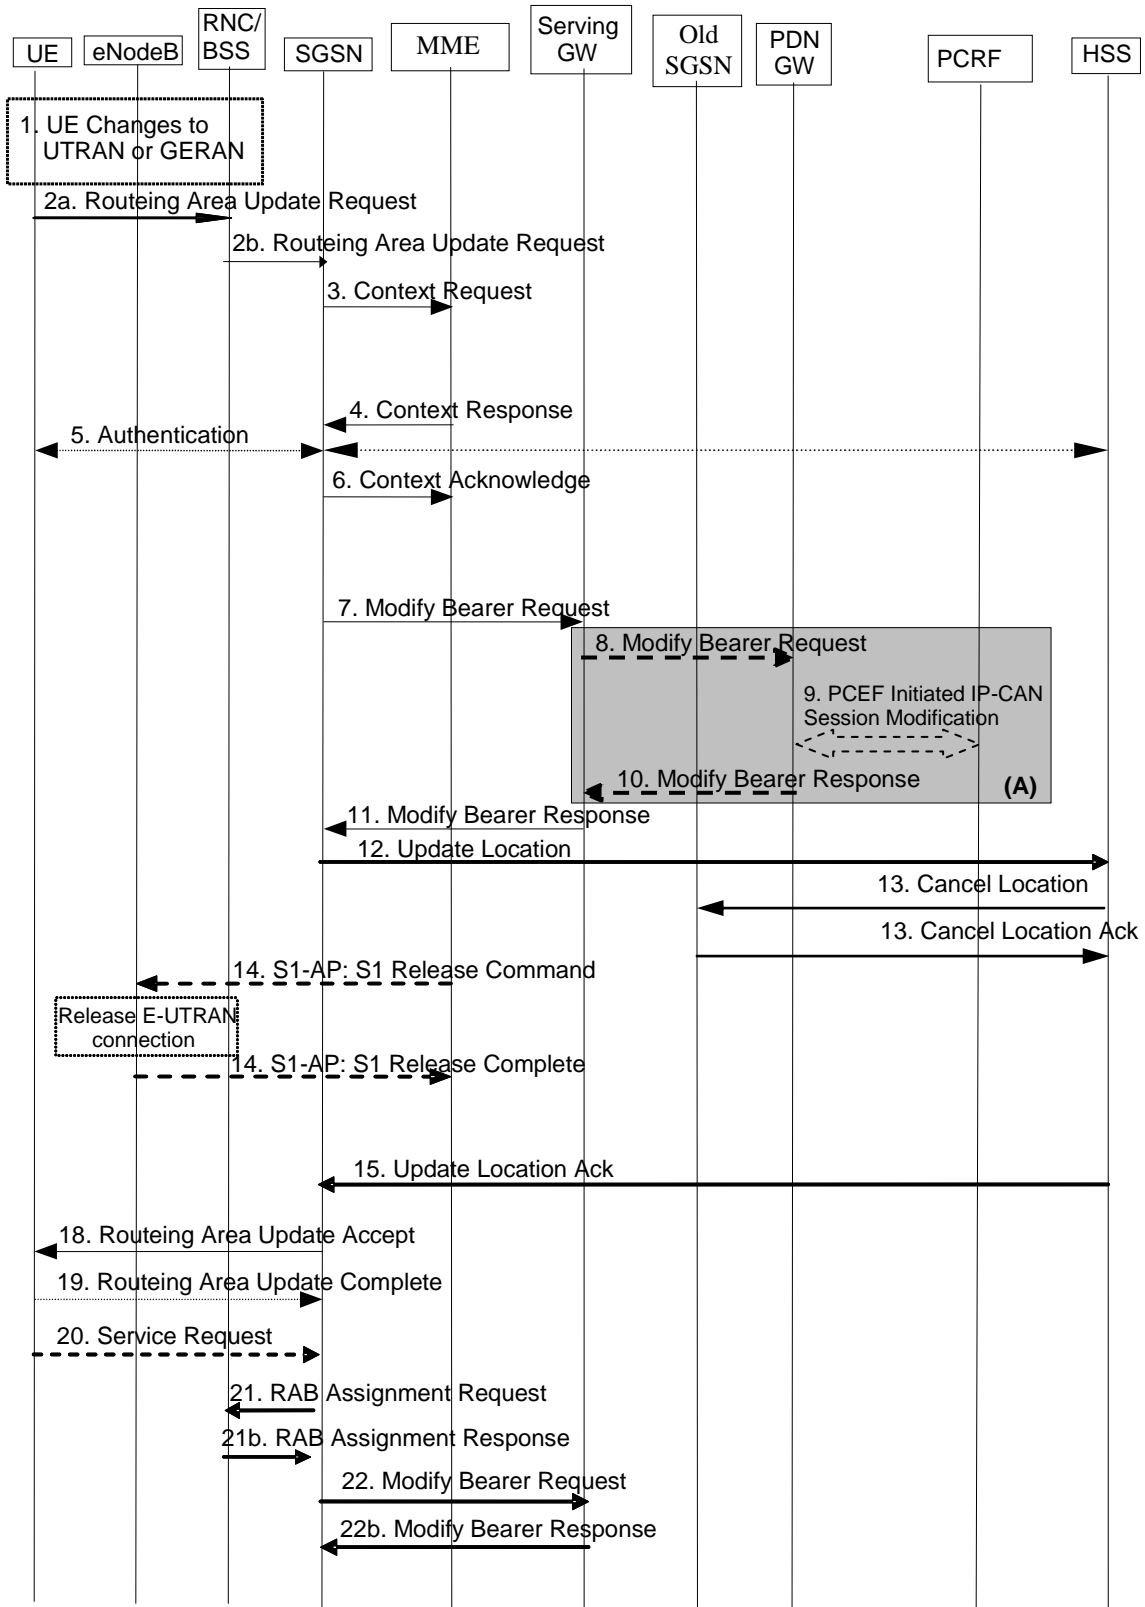 UE
eNodeB
RNC/
BSS
SGSN
MME
Serving
GW
Old
SGSN
PDN
GW
PCRF
HSS
1. UE Changes to
UTRAN or GERAN
2a. Routeing Area Update Request
2b. Routeing Area Update Request
3. Context Request
4. Context Response
5. Authentication
6. Context Acknowledge
7. Modify Bearer Request
8. Modify Bearer Request
9. PCEF Initiated IP-CAN
Session Modification
10. Modify Bearer Response
(A)
11. Modify Bearer Response
12. Update Location
13. Cancel Location
13. Cancel Location Ack
14. S1-AP: S1 Release Command
Release E-UTRAN
connection
14. S1-AP: S1 Release Complete
15. Update Location Ack
18. Routeing Area Update Accept
19. Routeing Area Update Complete
20. Service Request
21. RAB Assignment Request
21b. RAB Assignment Response
22. Modify Bearer Request
22b. Modify Bearer Response